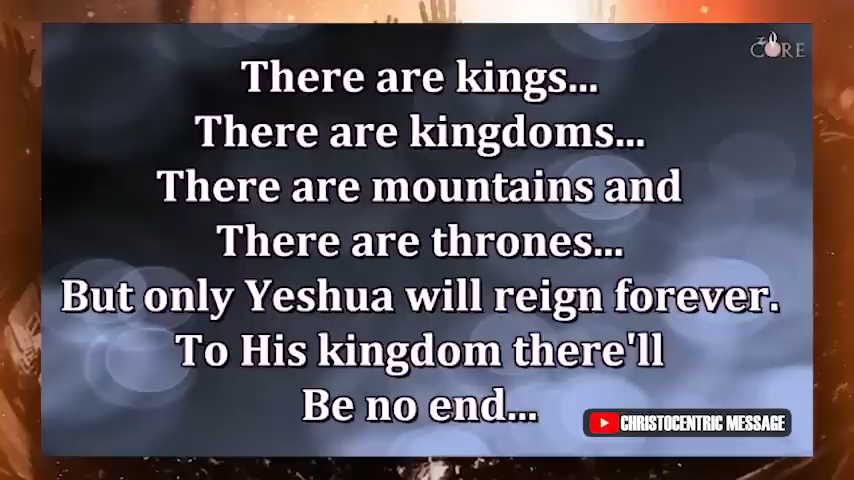 CORE
There are kings...
There are kingdoms...
There are mountains and
There are thrones...
But only Yeshua will reign forever.
To His kingdom there'll
Be no end...
CHRISTOCENTRIC MESSAGE